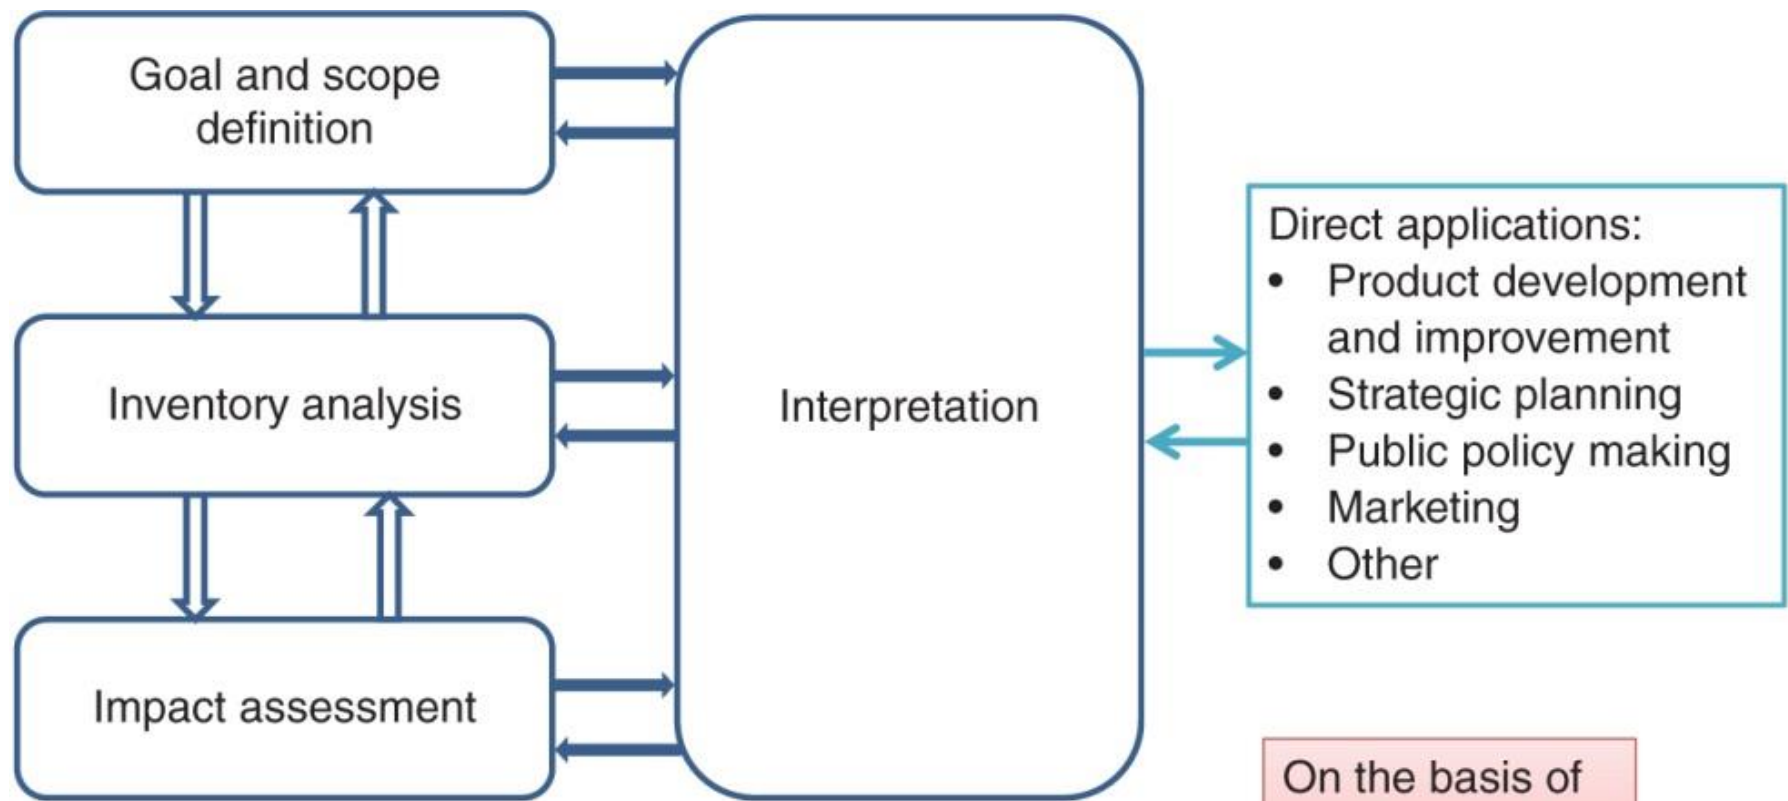 Goal and scope
definition
Inventory analysis
Impact assessment
Interpretation
Direct applications:
• Product development
and improvement
• Strategic planning
• Public policy making
• Marketing
• Other
On the basis of